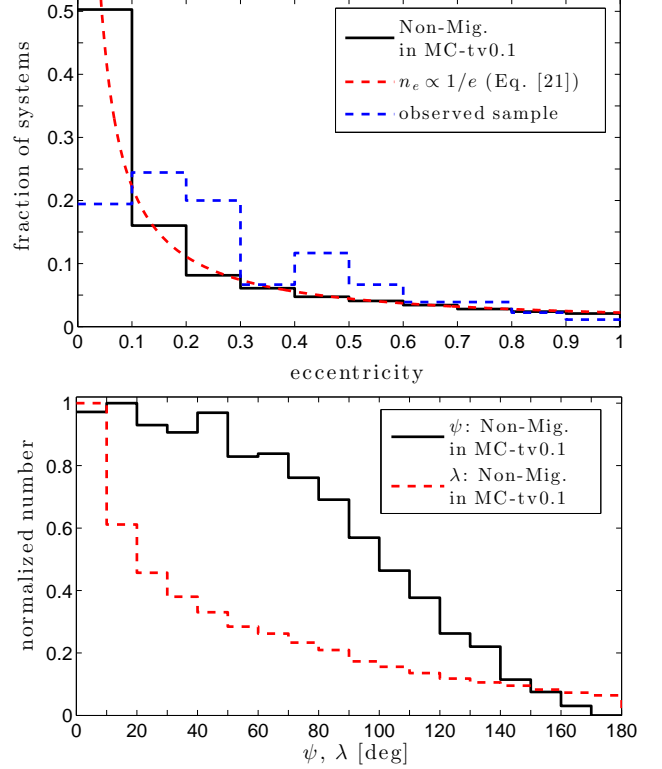 0.5
0.4
0.3
0.2
0.1
0
fraction of systems
Non-Mig.
in MC-tv0.1
n_e ∝ 1/e (Eq. [21])
observed sample
0 0.1 0.2 0.3 0.4 0.5 0.6 0.7 0.8 0.9 1
eccentricity
1
0.8
0.6
0.4
0.2
0
normalized number
ψ: Non-Mig.
in MC-tv0.1
λ: Non-Mig.
in MC-tv0.1
0 20 40 60 80 100 120 140 160 180
ψ, λ [deg]